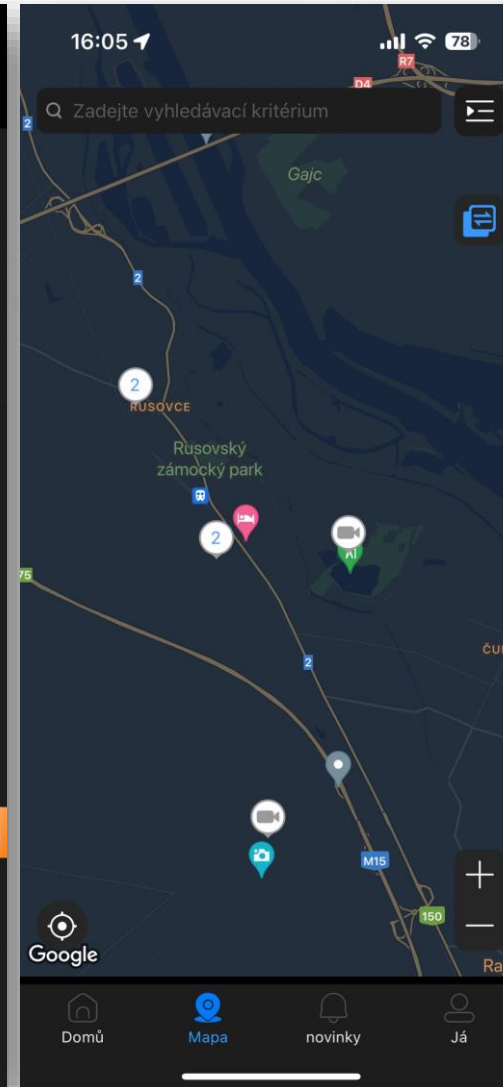 16:05
78
R7
D4
Zadejte vyhledávací kritérium
2
Gajc
2
2
RUSOVCE
Rusovský
zámocký park
2
75
2
M15
150
Google
Domů
Mapa
novinky
Já